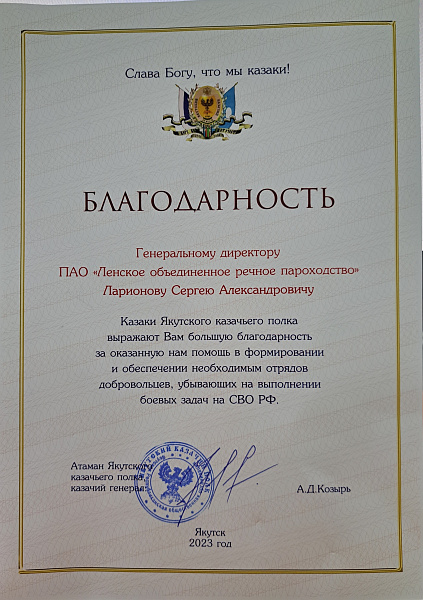 Слава Богу, что мы казаки!
БЛАГОДАРНОСТЬ
Генеральному директору
ПАО «Ленское объединенное речное пароходство»
Ларионову Сергею Александровичу
Казаки Якутского казачьего полка
выражают Вам большую благодарность
за оказанную нам помощь в формировании
и обеспечении необходимым отрядов
добровольцев, убывающих на выполнении
боевых задач на СВО РФ.
Атаман Якутского
казачьего полка,
казачий генерал
А.Д.Козырь
Якутск
2023 год